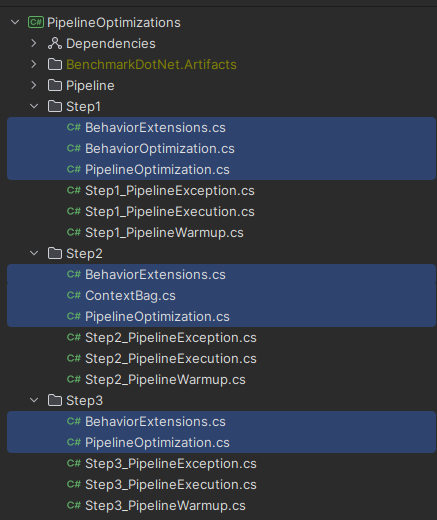 C# PipelineOptimizations
Dependencies
BenchmarkDotNet.Artifacts
Pipeline
Step1
C# BehaviorExtensions.cs
C# BehaviorOptimization.cs
C# PipelineOptimization.cs
C# Step1_PipelineException.cs
C# Step1_PipelineExecution.cs
C# Step1_PipelineWarmup.cs
Step2
C# BehaviorExtensions.cs
C# ContextBag.cs
C# PipelineOptimization.cs
C# Step2_PipelineException.cs
C# Step2_PipelineExecution.cs
C# Step2_PipelineWarmup.cs
Step3
C# BehaviorExtensions.cs
C# PipelineOptimization.cs
C# Step3_PipelineException.cs
C# Step3_PipelineExecution.cs
C# Step3_PipelineWarmup.cs